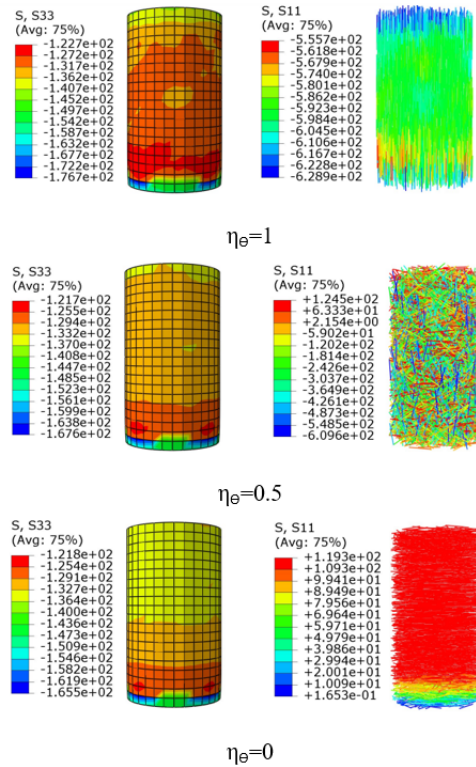 S, S33
(Avg: 75%)
-1.227e+02
-1.272e+02
-1.317e+02
-1.362e+02
-1.407e+02
-1.452e+02
-1.497e+02
-1.542e+02
-1.587e+02
-1.632e+02
-1.677e+02
-1.722e+02
-1.767e+02
S, S11
(Avg: 75%)
-5.557e+02
-5.618e+02
-5.679e+02
-5.740e+02
-5.801e+02
-5.862e+02
-5.923e+02
-5.984e+02
-6.045e+02
-6.106e+02
-6.167e+02
-6.228e+02
-6.289e+02
ηθ=1
S, S33
(Avg: 75%)
-1.217e+02
-1.255e+02
-1.294e+02
-1.332e+02
-1.370e+02
-1.408e+02
-1.447e+02
-1.485e+02
-1.523e+02
-1.561e+02
-1.599e+02
-1.638e+02
-1.676e+02
S, S11
(Avg: 75%)
+1.245e+02
+6.333e+01
+2.154e+00
-5.902e+01
-1.202e+02
-1.814e+02
-2.426e+02
-3.037e+02
-3.649e+02
-4.261e+02
-4.873e+02
-5.485e+02
-6.096e+02
ηθ=0.5
S, S33
(Avg: 75%)
-1.218e+02
-1.254e+02
-1.291e+02
-1.327e+02
-1.364e+02
-1.400e+02
-1.436e+02
-1.473e+02
-1.509e+02
-1.546e+02
-1.582e+02
-1.619e+02
-1.655e+02
S, S11
(Avg: 75%)
+1.193e+02
+1.093e+02
+9.941e+01
+8.949e+01
+7.956e+01
+6.964e+01
+5.971e+01
+4.979e+01
+3.986e+01
+2.994e+01
+2.001e+01
+1.009e+01
+1.653e-01
ηθ=0